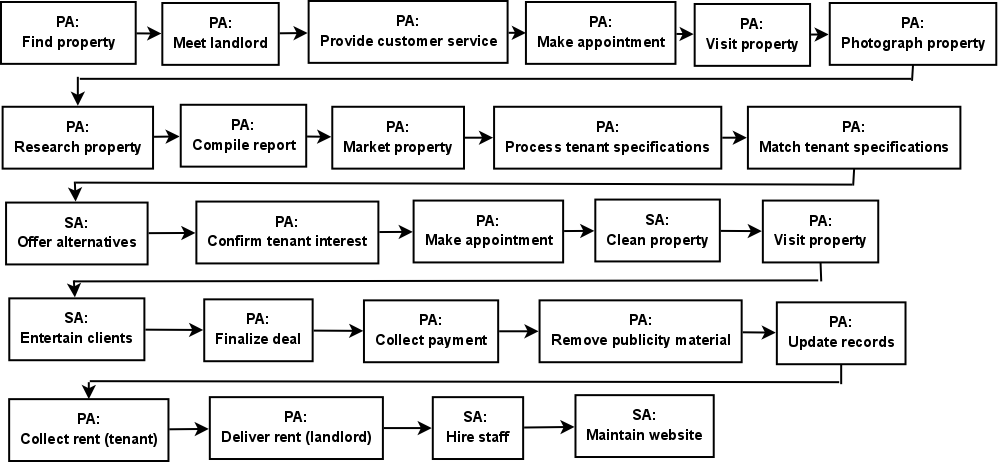 PA:
Find property
PA:
Meet landlord
PA:
Provide customer service
PA:
Make appointment
PA:
Visit property
PA:
Photograph property
PA:
Research property
PA:
Compile report
PA:
Market property
PA:
Process tenant specifications
PA:
Match tenant specifications
SA:
Offer alternatives
PA:
Confirm tenant interest
PA:
Make appointment
SA:
Clean property
PA:
Visit property
SA:
Entertain clients
PA:
Finalize deal
PA:
Collect payment
PA:
Remove publicity material
PA:
Update records
PA:
Collect rent (tenant)
PA:
Deliver rent (landlord)
SA:
Hire staff
SA:
Maintain website